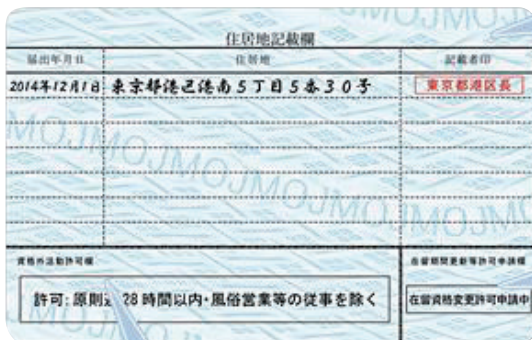 MOJMOJ
住居地記載欄
届出年月日 住居地 記載者印
2014年12月1日 東京都港区港南5丁目5番30号 東京都港区長
MOJMOJMOJMOJMOJ
資格外活動許可欄 在留期間更新等許可申請欄
許可:原則週28時間以内・風俗営業等の従事を除く 在留資格変更許可申請中